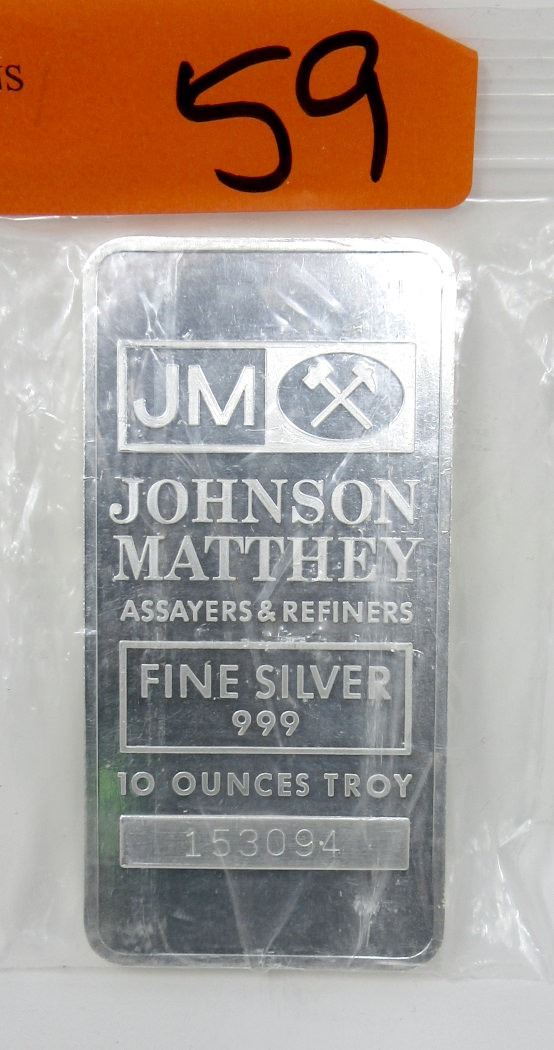 59
JM
JOHNSON
MATTHEY
ASSAYERS & REFINERS
FINE SILVER
999
10 OUNCES TROY
153094